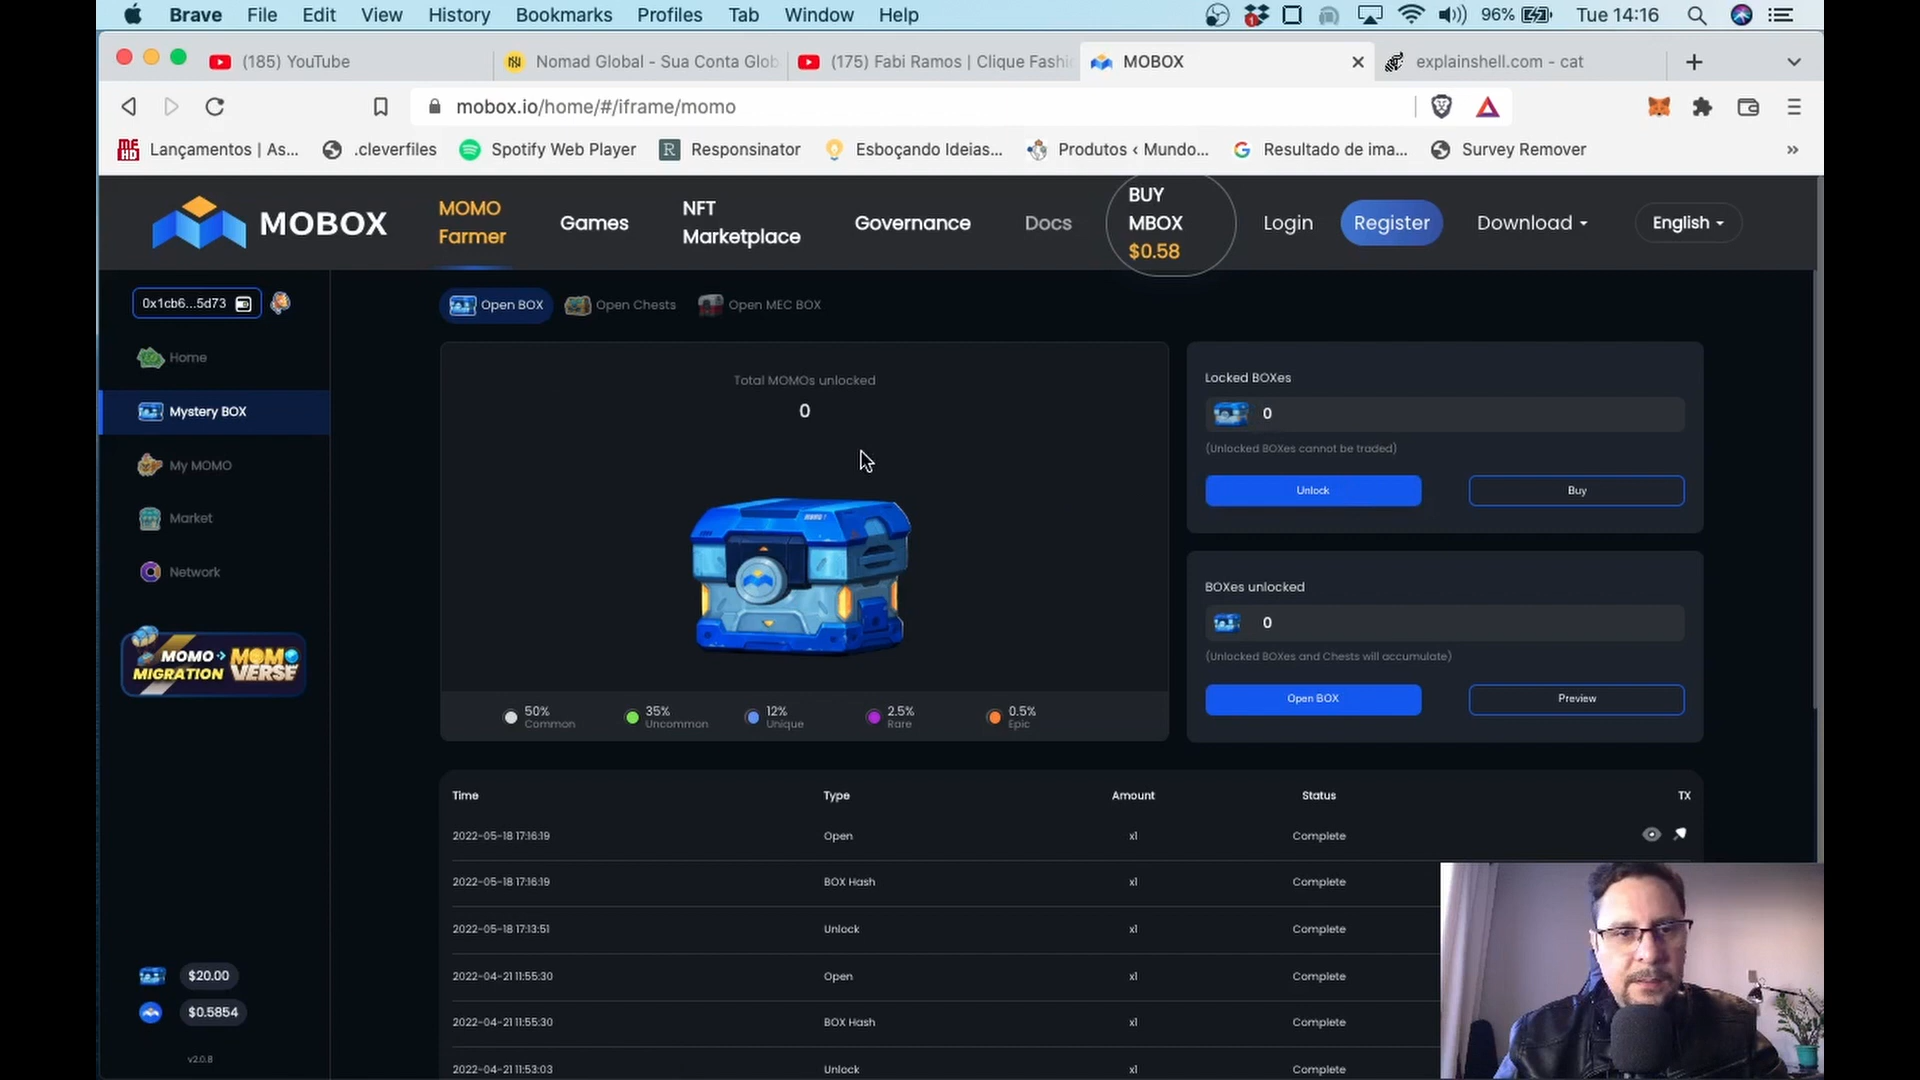 Brave File Edit View History Bookmarks Profiles Tab Window Help 96% Tue 14:16
(185) YouTube
Nomad Global - Sua Conta Glob
(175) Fabi Ramos | Clique Fashi
MOBOX
explainshell.com - cat
mobox.io/home/#/iframe/momo
Lançamentos | As...
.cleverfiles
Spotify Web Player
Responsinator
Esboçando Ideias...
Produtos ‹ Mundo...
Resultado de ima...
Survey Remover
»
MOBOX
MOMO
Farmer
Games
NFT
Marketplace
Governance
Docs
BUY
MBOX
$0.58
Login
Register
Download
English
0x1cb6...5d73
Home
Mystery BOX
My MOMO
Market
Network
MOMO MOMO
MIGRATION VERSE
$20.00
$0.5854
v2.0.8
Open BOX
Open Chests
Open MEC BOX
Total MOMOs unlocked
0
50%
Common
35%
Uncommon
12%
Unique
2.5%
Rare
0.5%
Epic
Locked BOXes
0
(Unlocked BOXes cannot be traded)
Unlock
Buy
BOXes unlocked
0
(Unlocked BOXes and Chests will accumulate)
Open BOX
Preview
Time Type Amount Status TX
2022-05-18 17:16:19 Open x1 Complete
2022-05-18 17:16:19 BOX Hash x1 Complete
2022-05-18 17:13:51 Unlock x1 Complete
2022-04-21 11:55:30 Open x1 Complete
2022-04-21 11:55:30 BOX Hash x1 Complete
2022-04-21 11:53:03 Unlock x1 Complete